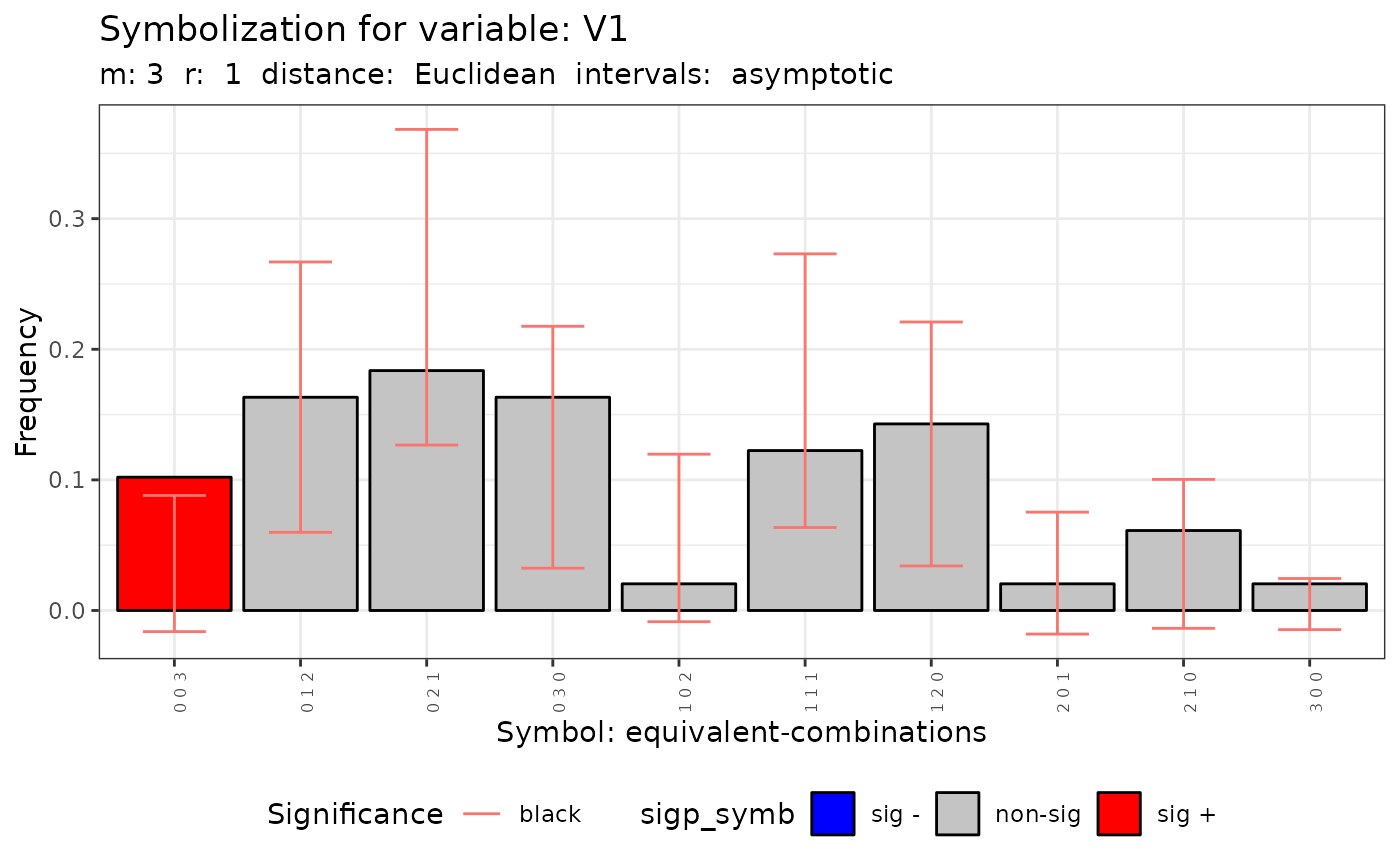 Symbolization for variable: V1
m: 3  r:  1  distance:  Euclidean  intervals:  asymptotic
Frequency
0.3
0.2
0.1
0.0
0 0 3
0 1 2
0 2 1
0 3 0
1 0 2
1 1 1
1 2 0
2 0 1
2 1 0
3 0 0
Symbol: equivalent-combinations
Significance black sigp_symb sig - non-sig sig +